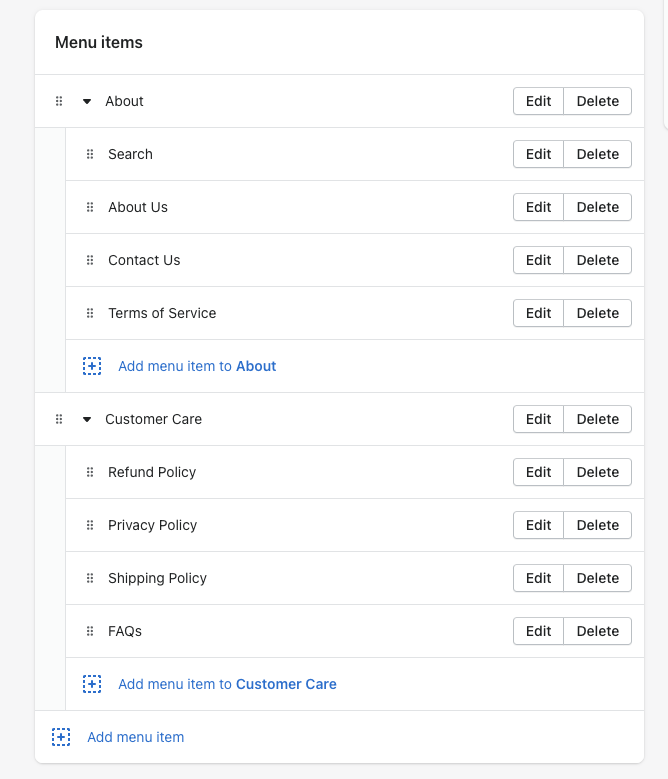 Menu items
About Edit Delete
Search Edit Delete
About Us Edit Delete
Contact Us Edit Delete
Terms of Service Edit Delete
Add menu item to About
Customer Care Edit Delete
Refund Policy Edit Delete
Privacy Policy Edit Delete
Shipping Policy Edit Delete
FAQs Edit Delete
Add menu item to Customer Care
Add menu item